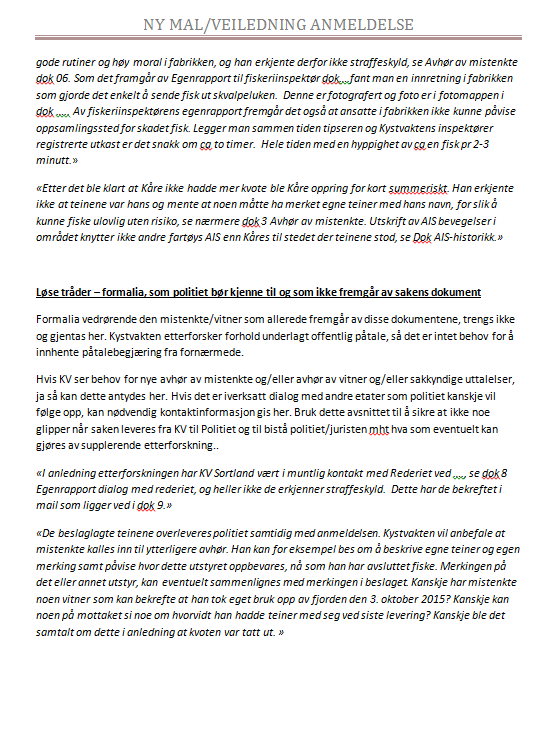 NY MAL/VEILEDNING ANMELDELSE
gode rutiner og høy moral i fabrikken, og han erkjente derfor ikke straffeskyld, se Avhør av mistenkte
dok 06. Som det framgår av Egenrapport til fiskeriinspektør dok.... fant man en innretning i fabrikken
som gjorde det enkelt å sende fisk ut skvalpeluken. Denne er fotografert og foto er i fotomappen i
dok ..... Av fiskeriinspektørens egenrapport fremgår det også at ansatte i fabrikken ikke kunne påvise
oppsamlingssted for skadet fisk. Legger man sammen tiden tipseren og Kystvaktens inspektører
registrerte utkast er det snakk om ca to timer. Hele tiden med en hyppighet av ca en fisk pr 2-3
minutt.»
«Etter det ble klart at Kåre ikke hadde mer kvote ble Kåre oppring for kort summeriskt. Han erkjente
ikke at teinene var hans og mente at noen måtte ha merket egne teiner med hans navn, for slik å
kunne fiske ulovlig uten risiko, se nærmere dok 3 Avhør av mistenkte. Utskrift av AIS bevegelser i
området knytter ikke andre fartøys AIS enn Kåres til stedet der teinene stod, se Dok AIS-historikk.»
Løse tråder – formalia, som politiet bør kjenne til og som ikke fremgår av sakens dokument
Formalia vedrørende den mistenkte/vitner som allerede fremgår av disse dokumentene, trengs ikke
og gjentas her. Kystvakten etterforsker forhold underlagt offentlig påtale, så det er intet behov for å
innhente påtalebegjæring fra fornærmede.
Hvis KV ser behov for nye avhør av mistenkte og/eller avhør av vitner og/eller sakkyndige uttalelser,
ja så kan dette antydes her. Hvis det er iverksatt dialog med andre etater som politiet kanskje vil
følge opp, kan nødvendig kontaktinformasjon gis her. Bruk dette avsnittet til å sikre at ikke noe
glipper når saken leveres fra KV til Politiet og til bistå politiet/juristen mht hva som eventuelt kan
gjøres av supplerende etterforskning..
«I anledning etterforskningen har KV Sortland vært i muntlig kontakt med Rederiet ved ...., se dok 8
Egenrapport dialog med rederiet, og heller ikke de erkjenner straffeskyld. Dette har de bekreftet i
mail som ligger ved i dok 9.»
«De beslaglagte teinene overleveres politiet samtidig med anmeldelsen. Kystvakten vil anbefale at
mistenkte kalles inn til ytterligere avhør. Han kan for eksempel bes om å beskrive egne teiner og egen
merking samt påvise hvor dette utstyret oppbevares, nå som han har avsluttet fiske. Merkingen på
det eller annet utstyr, kan eventuelt sammenlignes med merkingen i beslaget. Kanskje har mistenkte
noen vitner som kan bekrefte at han tok eget bruk opp av fjorden den 3. oktober 2015? Kanskje kan
noen på mottaket si noe om hvorvidt han hadde teiner med seg ved siste levering? Kanskje ble det
samtalt om dette i anledning at kvoten var tatt ut. »